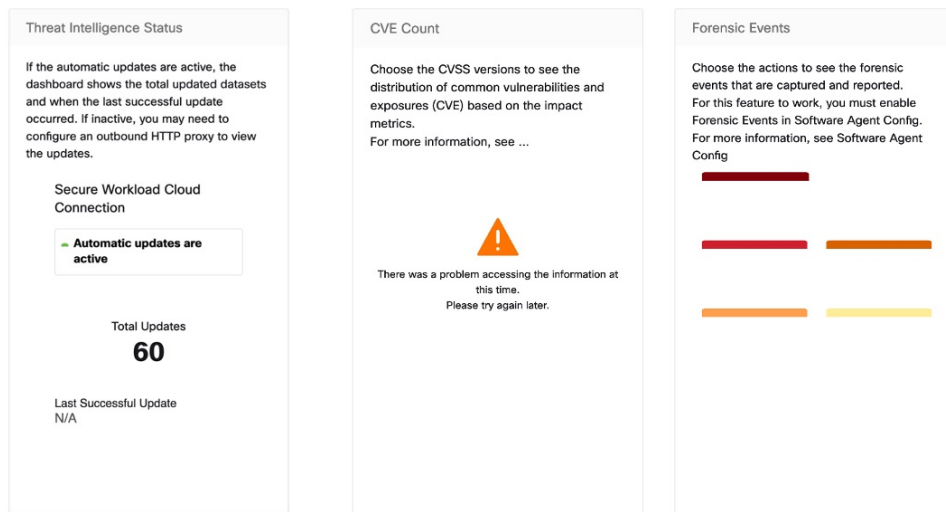 Threat Intelligence Status
If the automatic updates are active, the
dashboard shows the total updated datasets
and when the last successful update
occurred. If inactive, you may need to
configure an outbound HTTP proxy to view
the updates.
Secure Workload Cloud
Connection
Automatic updates are
active
Total Updates
60
Last Successful Update
N/A
CVE Count
Choose the CVSS versions to see the
distribution of common vulnerabilities and
exposures (CVE) based on the impact
metrics.
For more information, see ...
There was a problem accessing the information at
this time.
Please try again later.
Forensic Events
Choose the actions to see the forensic
events that are captured and reported.
For this feature to work, you must enable
Forensic Events in Software Agent Config.
For more information, see Software Agent
Config